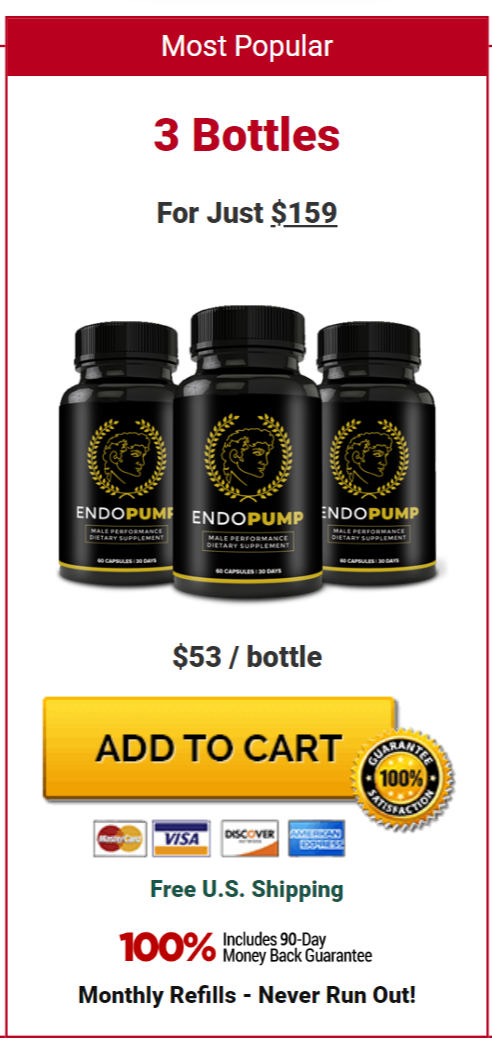 Most Popular
3 Bottles
For Just $159
ENDOPUMP
MALE PERFORMANCE
DIETARY SUPPLEMENT
60 CAPSULES | 30 DAYS
ENDOPUMP
MALE PERFORMANCE
DIETARY SUPPLEMENT
60 CAPSULES | 30 DAYS
ENDOPUMP
MALE PERFORMANCE
DIETARY SUPPLEMENT
60 CAPSULES | 30 DAYS
$53 / bottle
ADD TO CART
GUARANTEE
100%
SATISFACTION
MasterCard
VISA
DISCOVER
NETWORK
AMERICAN
EXPRESS
Free U.S. Shipping
100% Includes 90-Day
Money Back Guarantee
Monthly Refills - Never Run Out!